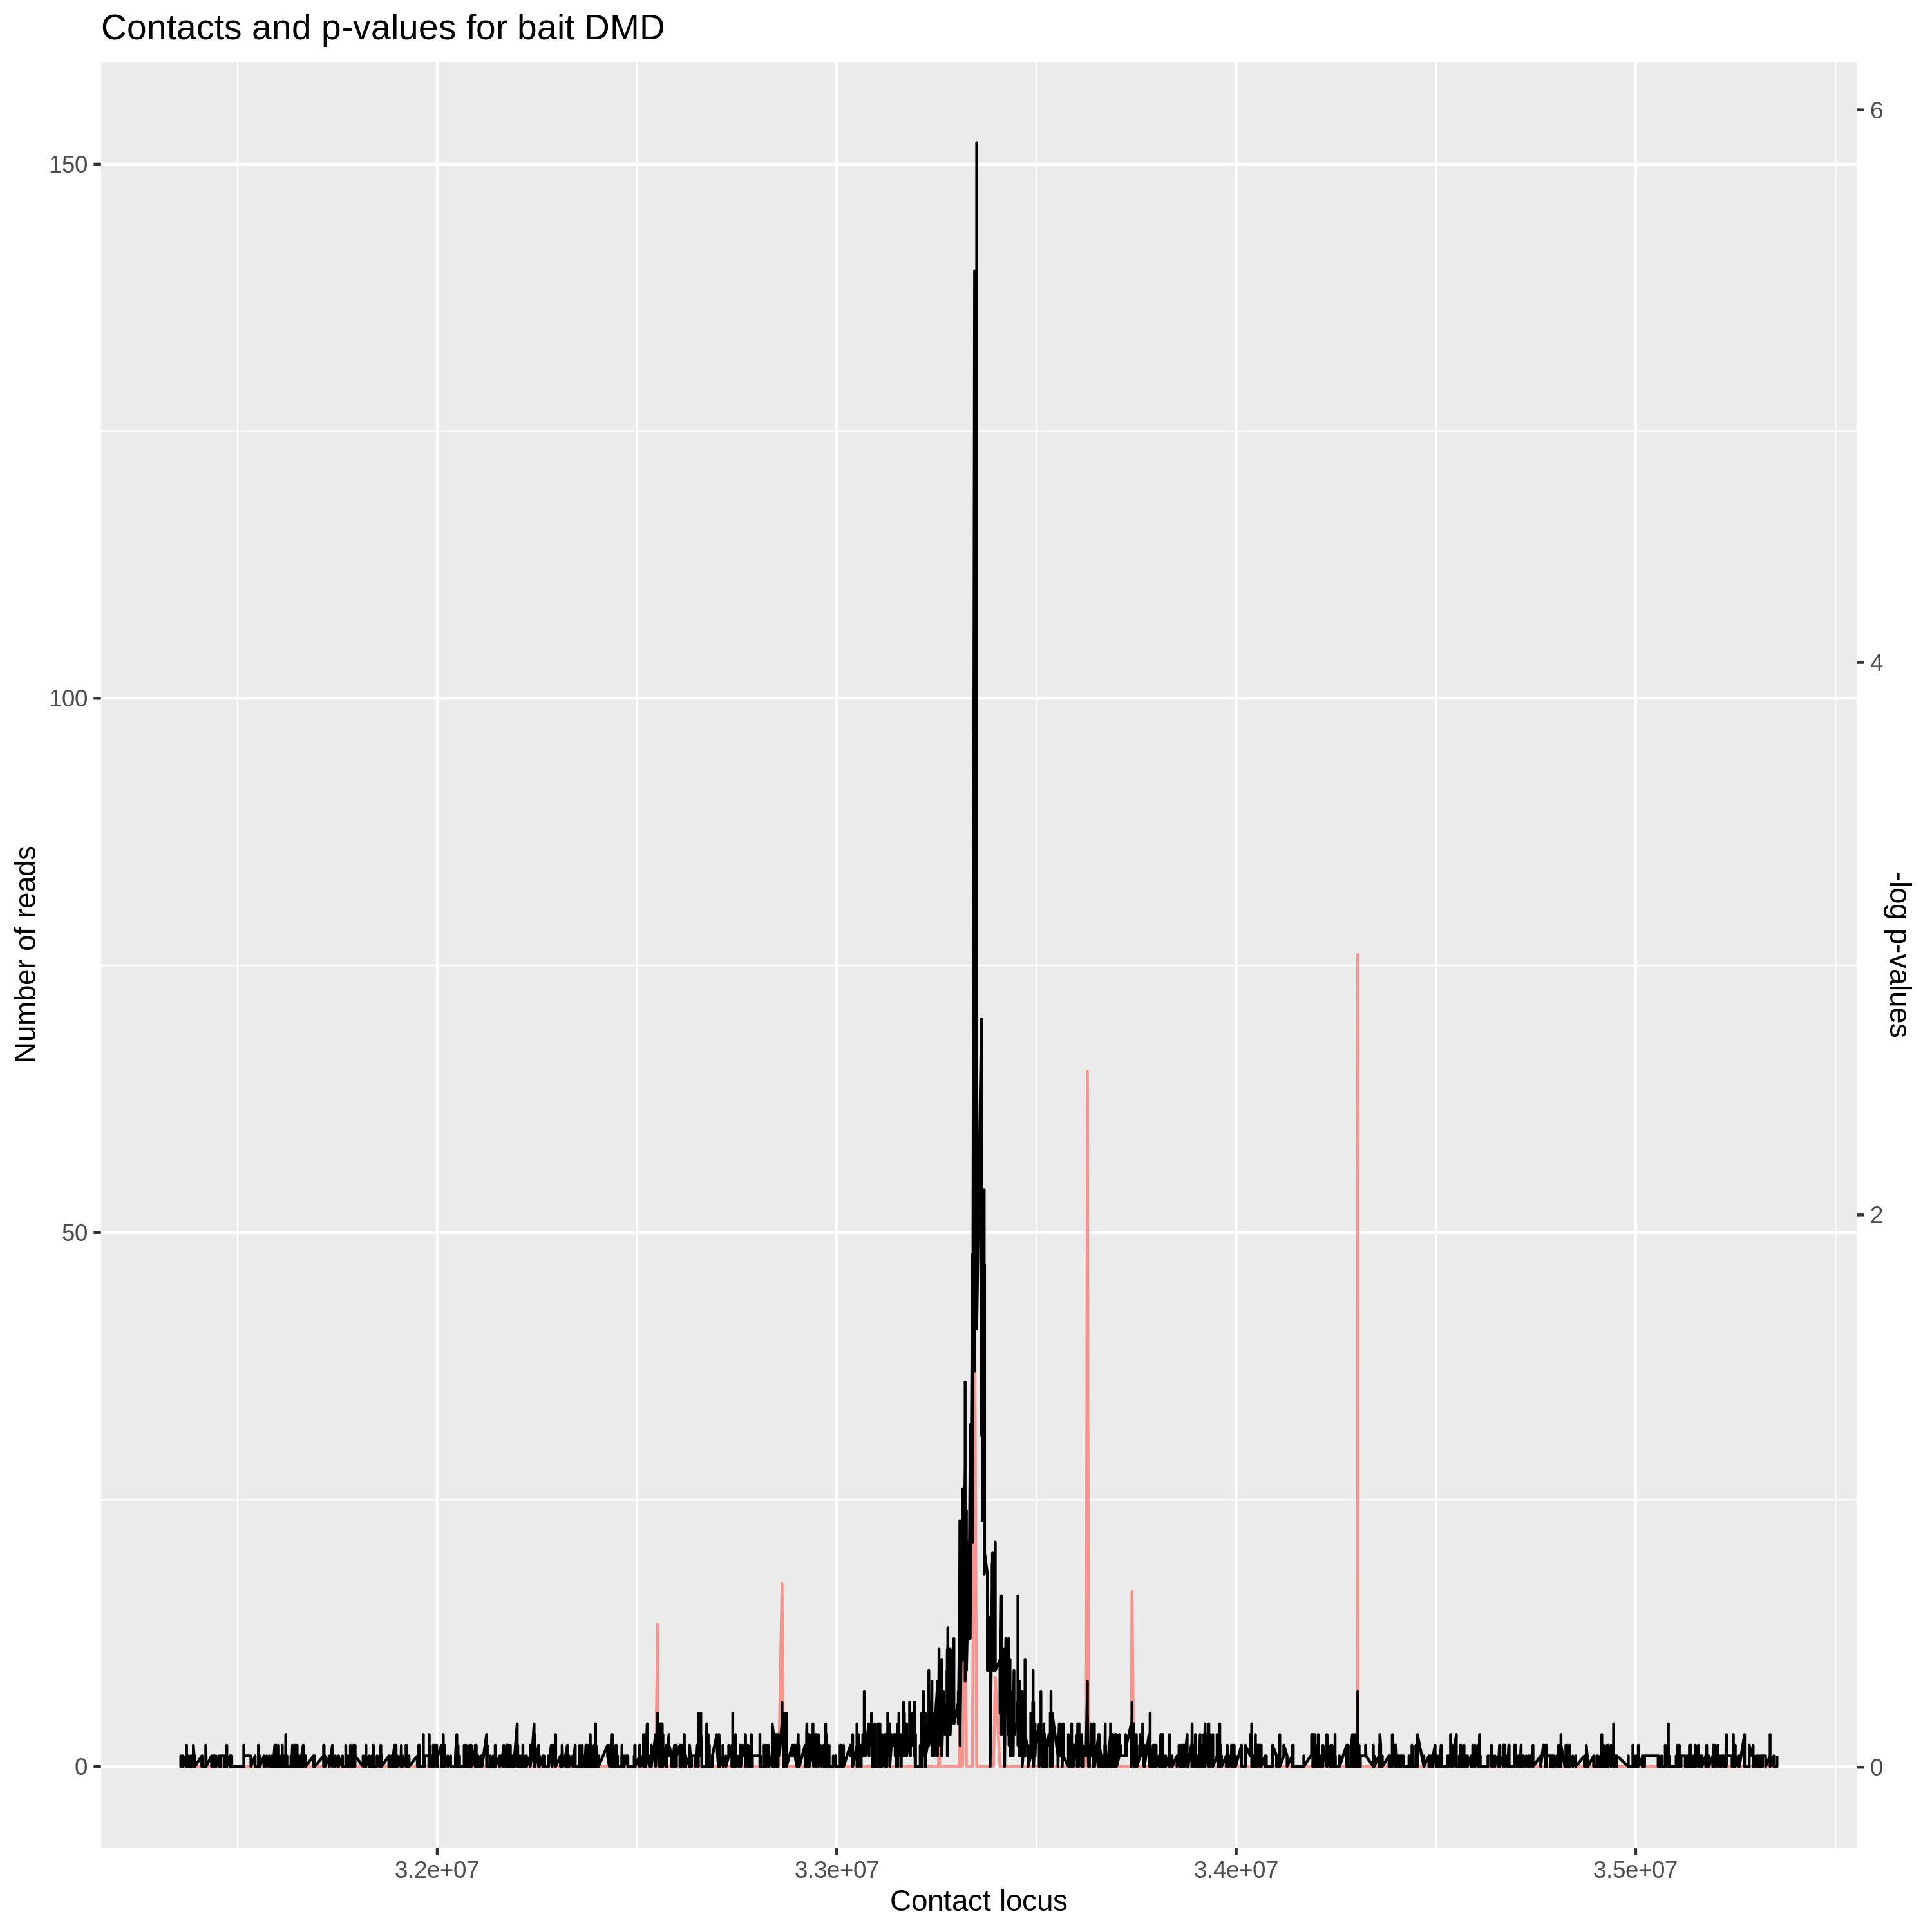 Contacts and p-values for bait DMD
150
100
50
0
Number of reads
6
4
2
0
-log p-values
3.2e+07
3.3e+07
3.4e+07
3.5e+07
Contact locus